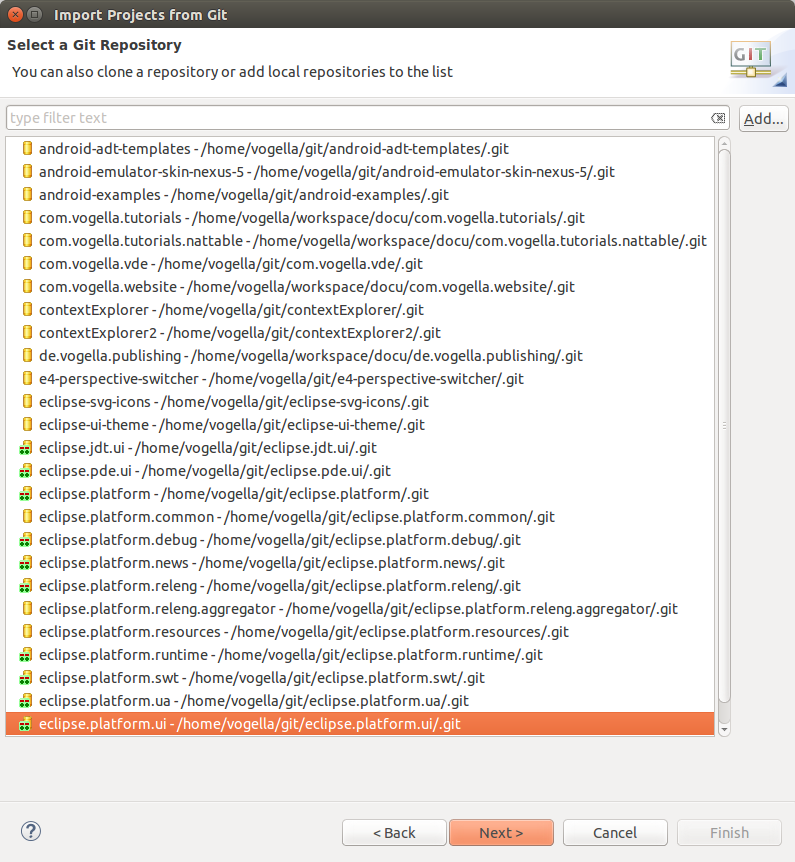 Import Projects from Git
Select a Git Repository
You can also clone a repository or add local repositories to the list
GIT
type filter text
Add...
android-adt-templates - /home/vogella/git/android-adt-templates/.git
android-emulator-skin-nexus-5 - /home/vogella/git/android-emulator-skin-nexus-5/.git
android-examples - /home/vogella/git/android-examples/.git
com.vogella.tutorials - /home/vogella/workspace/docu/com.vogella.tutorials/.git
com.vogella.tutorials.nattable - /home/vogella/workspace/docu/com.vogella.tutorials.nattable/.git
com.vogella.vde - /home/vogella/git/com.vogella.vde/.git
com.vogella.website - /home/vogella/workspace/docu/com.vogella.website/.git
contextExplorer - /home/vogella/git/contextExplorer/.git
contextExplorer2 - /home/vogella/git/contextExplorer2/.git
de.vogella.publishing - /home/vogella/workspace/docu/de.vogella.publishing/.git
e4-perspective-switcher - /home/vogella/git/e4-perspective-switcher/.git
eclipse-svg-icons - /home/vogella/git/eclipse-svg-icons/.git
eclipse-ui-theme - /home/vogella/git/eclipse-ui-theme/.git
eclipse.jdt.ui - /home/vogella/git/eclipse.jdt.ui/.git
eclipse.pde.ui - /home/vogella/git/eclipse.pde.ui/.git
eclipse.platform - /home/vogella/git/eclipse.platform/.git
eclipse.platform.common - /home/vogella/git/eclipse.platform.common/.git
eclipse.platform.debug - /home/vogella/git/eclipse.platform.debug/.git
eclipse.platform.news - /home/vogella/git/eclipse.platform.news/.git
eclipse.platform.releng - /home/vogella/git/eclipse.platform.releng/.git
eclipse.platform.releng.aggregator - /home/vogella/git/eclipse.platform.releng.aggregator/.git
eclipse.platform.resources - /home/vogella/git/eclipse.platform.resources/.git
eclipse.platform.runtime - /home/vogella/git/eclipse.platform.runtime/.git
eclipse.platform.swt - /home/vogella/git/eclipse.platform.swt/.git
eclipse.platform.ua - /home/vogella/git/eclipse.platform.ua/.git
eclipse.platform.ui - /home/vogella/git/eclipse.platform.ui/.git
? < Back Next > Cancel Finish